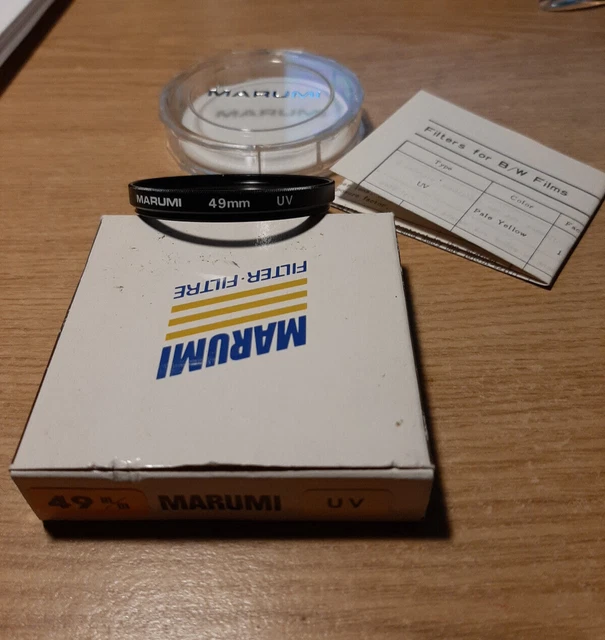 MARUMI
MARUMI
Filters for B/W Films
Type
Color
UV
Pale Yellow
1
MARUMI 49mm UV
FILTER·FILTRE
MARUMI
49 m/m MARUMI UV